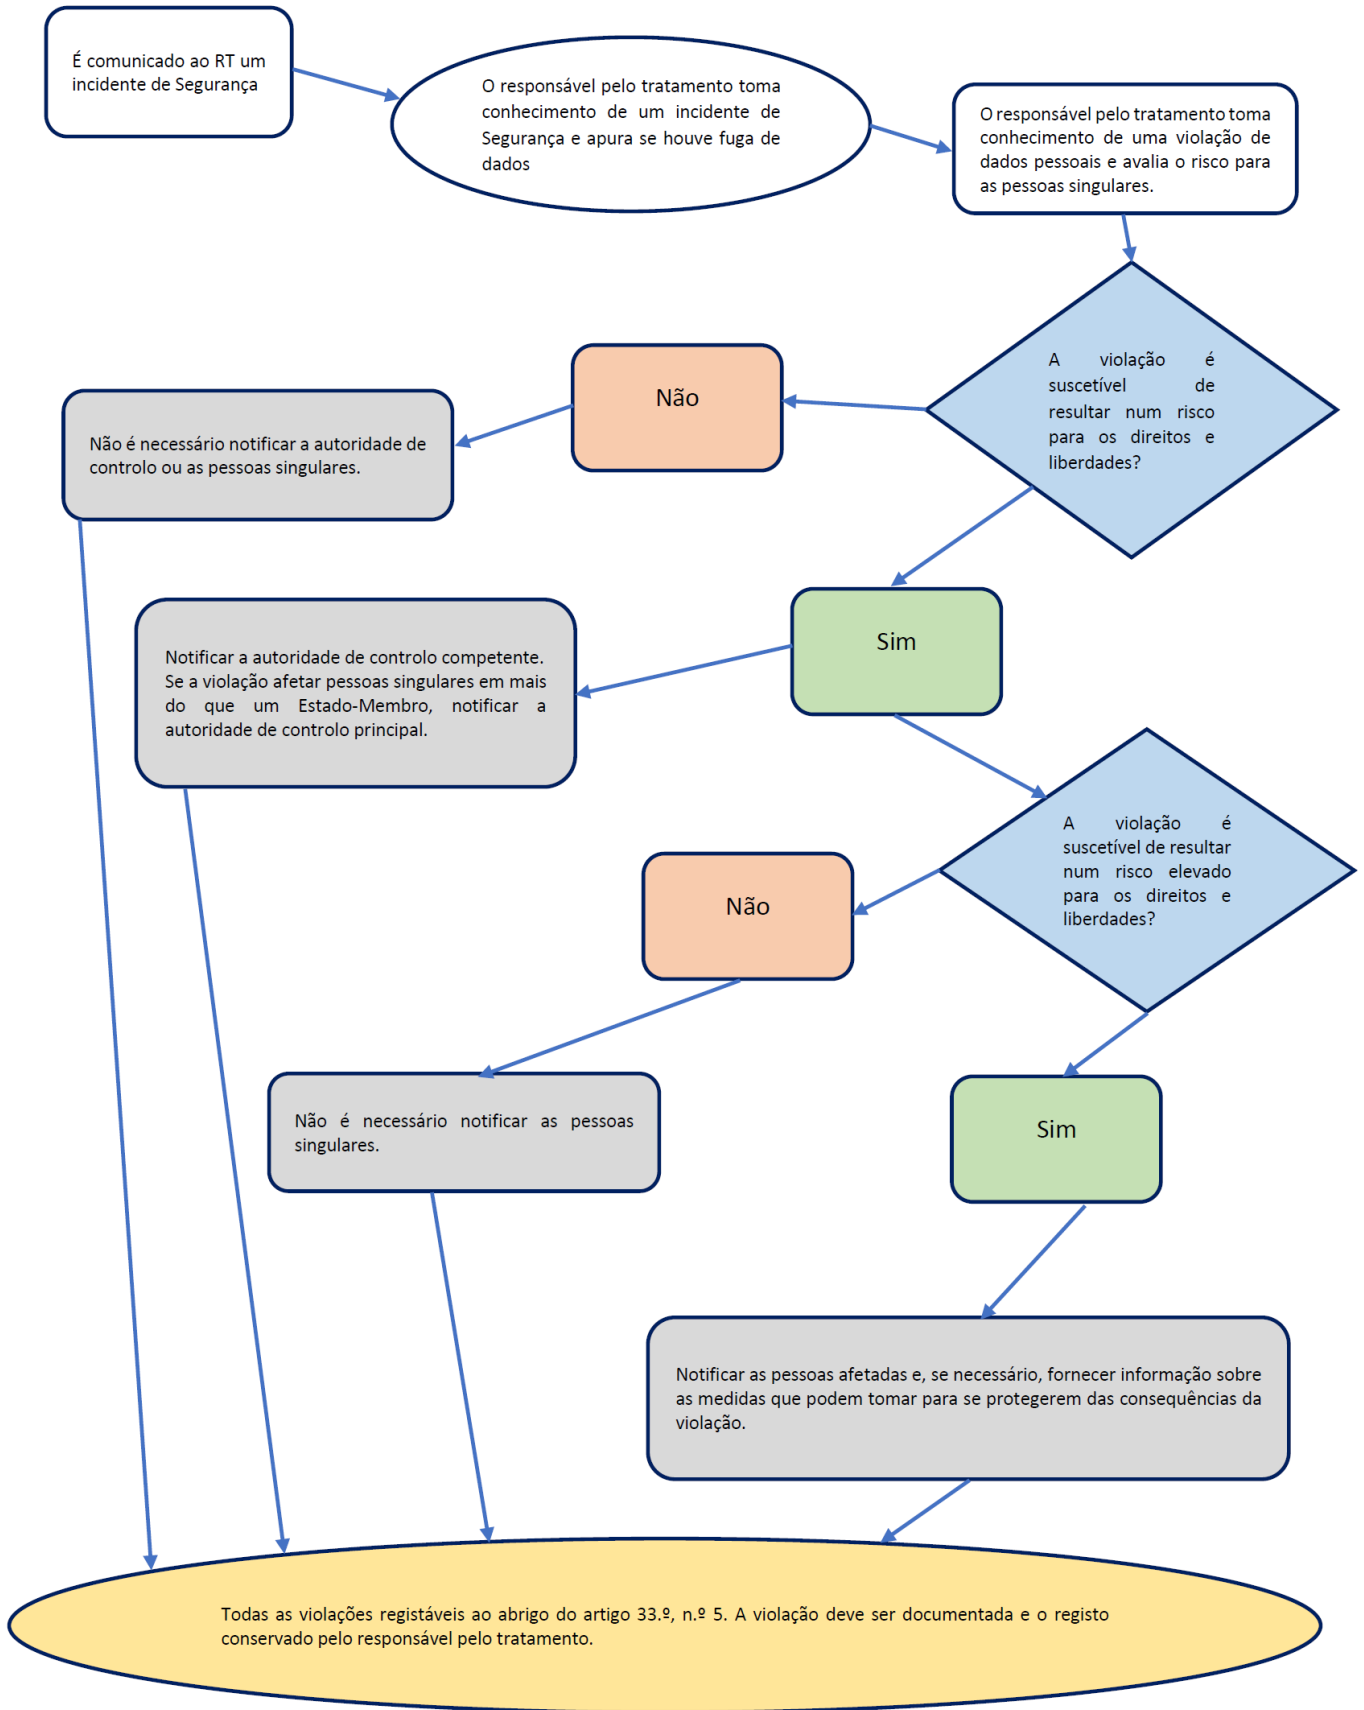 É comunicado ao RT um
incidente de Segurança
O responsável pelo tratamento toma
conhecimento de um incidente de
Segurança e apura se houve fuga de
dados
O responsável pelo tratamento toma
conhecimento de uma violação de
dados pessoais e avalia o risco para
as pessoas singulares.
A violação é
suscetível de
resultar num risco
para os direitos e
liberdades?
Não
Não é necessário notificar a autoridade de
controlo ou as pessoas singulares.
Sim
Notificar a autoridade de controlo competente.
Se a violação afetar pessoas singulares em mais
do que um Estado-Membro, notificar a
autoridade de controlo principal.
A violação é
suscetível de resultar
num risco elevado
para os direitos e
liberdades?
Não
Não é necessário notificar as pessoas
singulares.
Sim
Notificar as pessoas afetadas e, se necessário, fornecer informação sobre
as medidas que podem tomar para se protegerem das consequências da
violação.
Todas as violações registáveis ao abrigo do artigo 33.º, n.º 5. A violação deve ser documentada e o registo
conservado pelo responsável pelo tratamento.